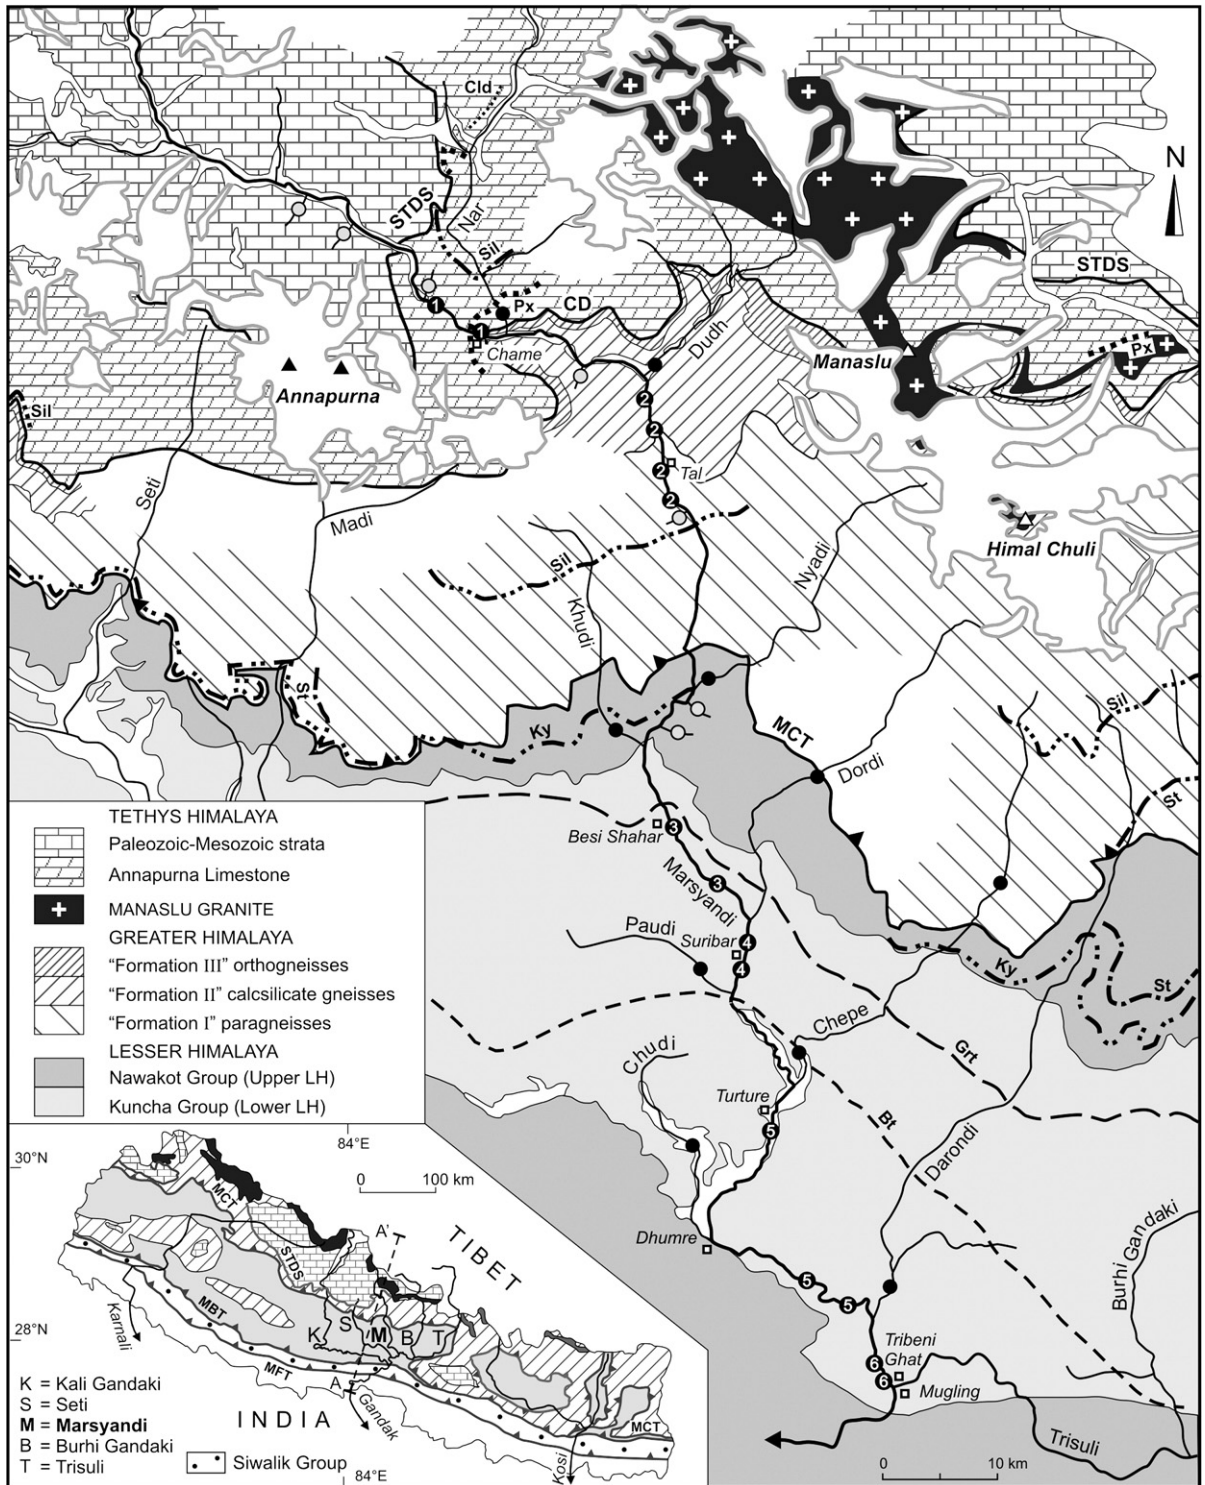 Cld
N
STDS
Nar
Sil
STDS
Px
CD
Chame
Dudh
Manaslu
Px
Annapurna
Sil
Tal
Seti
Madi
Sil
Khudi
Nyadi
Himal Chuli
St
Ky
MCT
Sil
Dordi
St
Besi Shahar
Marsyandi
Paudi
Suribar
Ky
St
Chepe
Grt
Chudi
Turture
Bt
Darondi
Dhumre
Burhi Gandaki
Tribeni
Ghat
Mugling
Trisuli
0 10 km
1
1
2
2
2
2
3
3
4
4
5
5
5
6
6
TETHYS HIMALAYA
Paleozoic-Mesozoic strata
Annapurna Limestone
MANASLU GRANITE
GREATER HIMALAYA
“Formation III” orthogneisses
“Formation II” calcsilicate gneisses
“Formation I” paragneisses
LESSER HIMALAYA
Nawakot Group (Upper LH)
Kuncha Group (Lower LH)
84°E
30°N
0 100 km
MCT
A'
TIBET
STDS
MBT
Karnali
K
S
M
B
T
28°N
MFT
A
Gandak
INDIA
MCT
Kosi
K = Kali Gandaki
S = Seti
M = Marsyandi
B = Burhi Gandaki
T = Trisuli
Siwalik Group
84°E